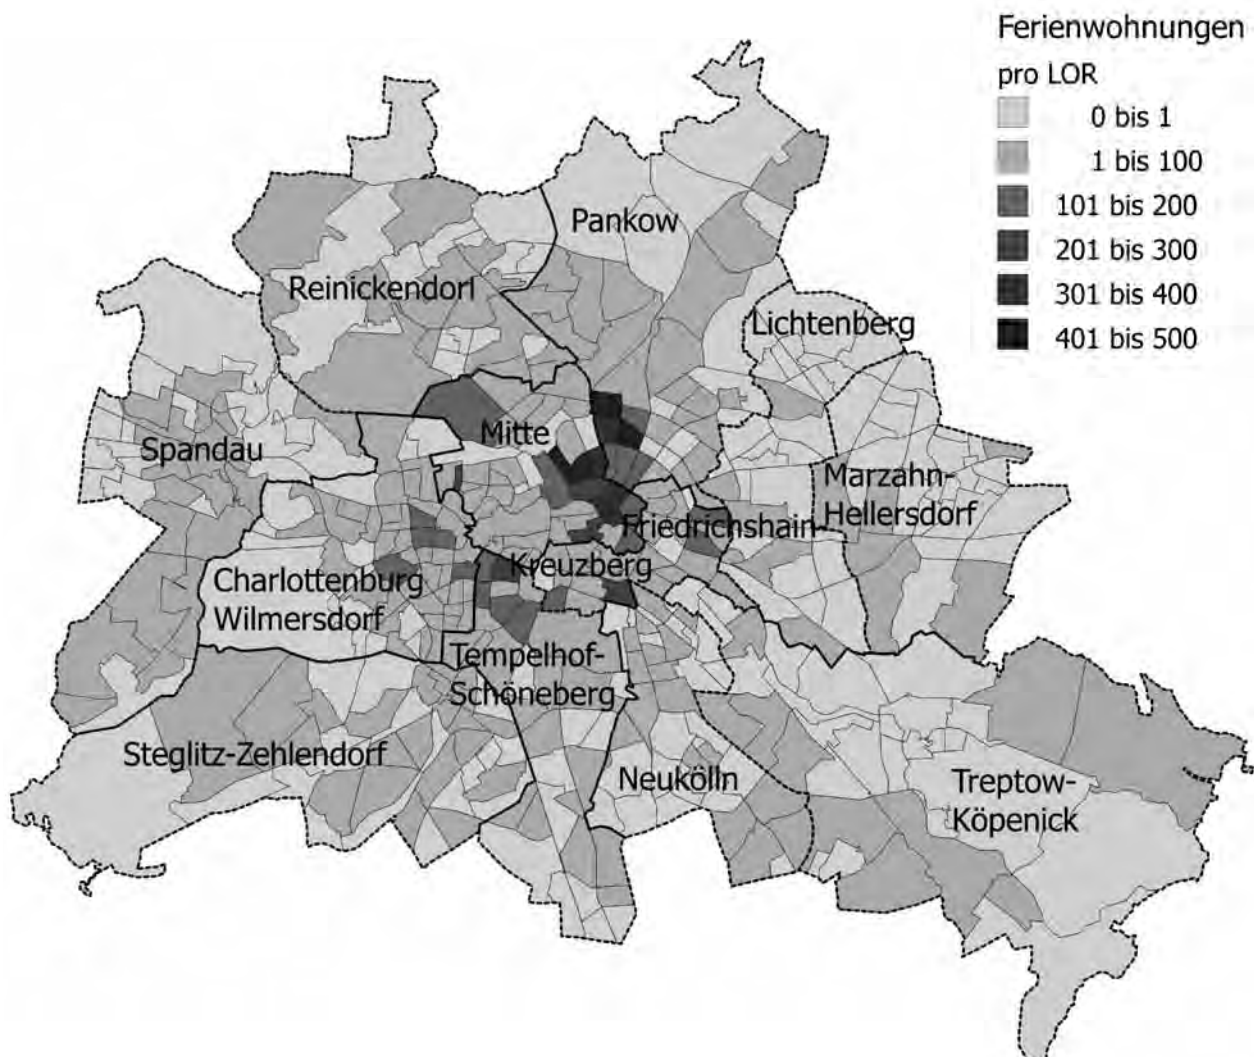 Ferienwohnungen
pro LOR
0 bis 1
1 bis 100
101 bis 200
201 bis 300
301 bis 400
401 bis 500
Pankow
Reinickendorl
Lichtenberg
Mitte
Spandau
Marzahn-
Hellersdorf
Friedrichshain
Kreuzberg
Charlottenburg
Wilmersdorf
Tempelhof-
Schöneberg
Steglitz-Zehlendorf
Neukölln
Treptow-
Köpenick